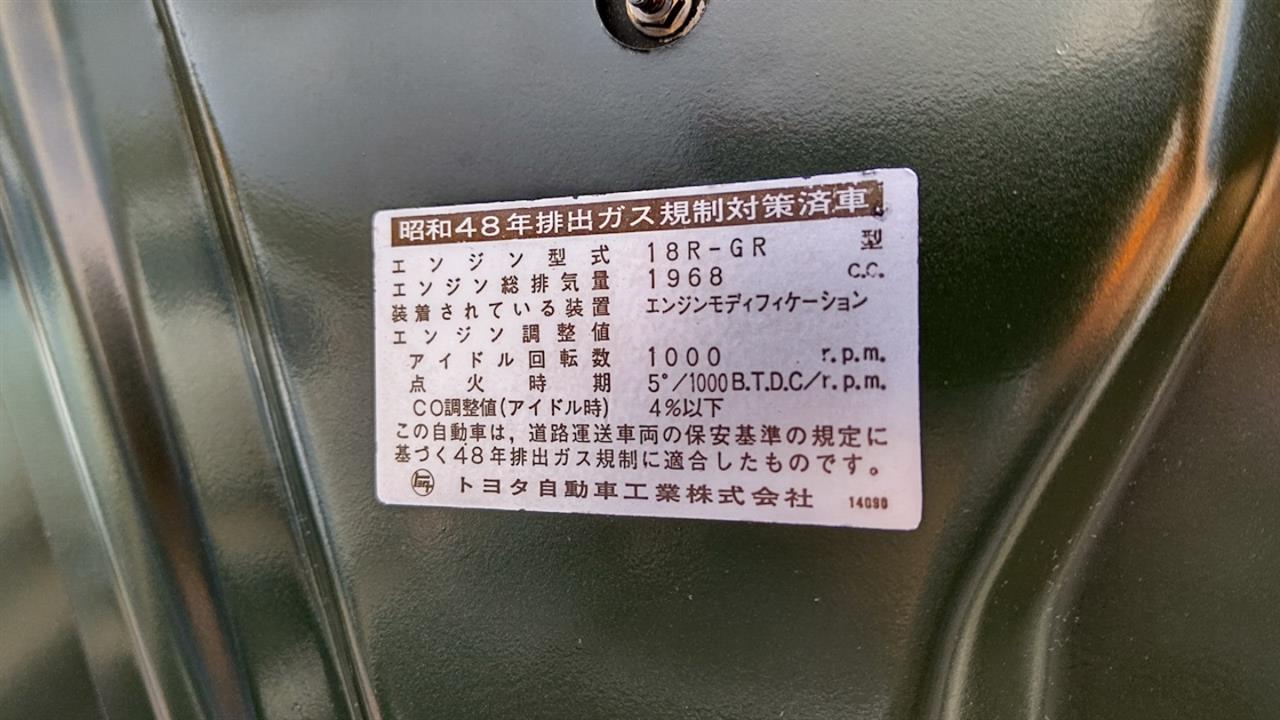 昭和48年排出ガス規制対策済車
エンジン型式 18R-GR 型
エンジン総排気量 1968 C.C.
装着されている装置 エンジンモディフィケーション
エンジン調整値
アイドル回転数 1000 r.p.m.
点火時期 5°/1000 B.T.D.C/r.p.m.
CO調整値(アイドル時) 4%以下
この自動車は,道路運送車両の保安基準の規定に
基づく48年排出ガス規制に適合したものです。
トヨタ自動車工業株式会社 14090